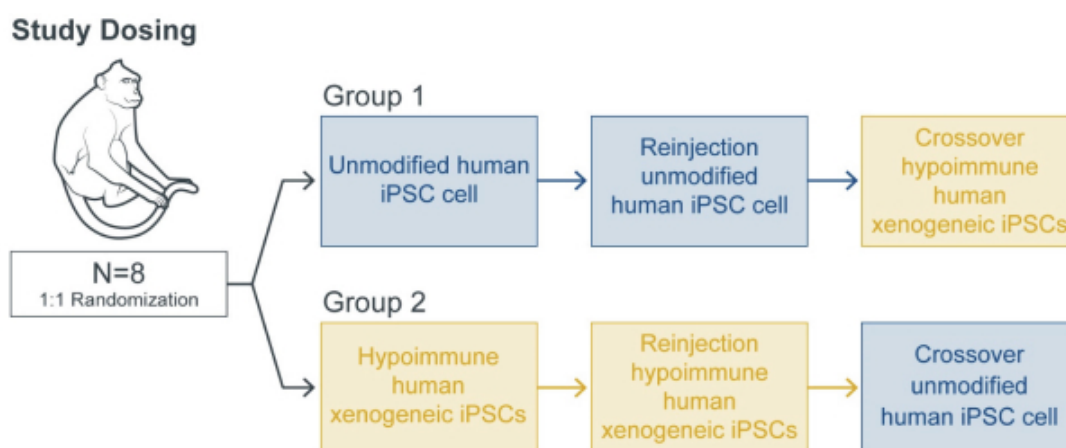 Study Dosing
N=8
1:1 Randomization
Group 1
Unmodified human
iPSC cell
Reinjection
unmodified
human iPSC cell
Crossover
hypoimmune
human
xenogeneic iPSCs
Group 2
Hypoimmune
human
xenogeneic iPSCs
Reinjection
hypoimmune
human
xenogeneic iPSCs
Crossover
unmodified
human iPSC cell